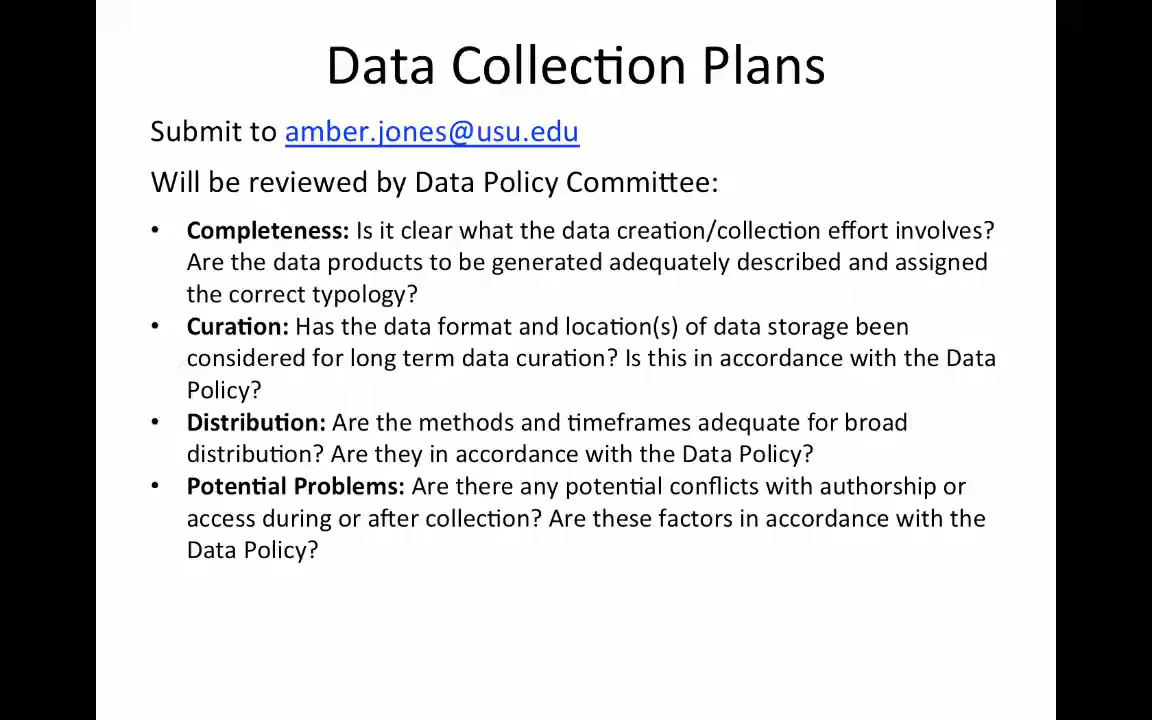 Data Collection Plans
Submit to amber.jones@usu.edu
Will be reviewed by Data Policy Committee:
• Completeness: Is it clear what the data creation/collection effort involves?
Are the data products to be generated adequately described and assigned
the correct typology?
• Curation: Has the data format and location(s) of data storage been
considered for long term data curation? Is this in accordance with the Data
Policy?
• Distribution: Are the methods and timeframes adequate for broad
distribution? Are they in accordance with the Data Policy?
• Potential Problems: Are there any potential conflicts with authorship or
access during or after collection? Are these factors in accordance with the
Data Policy?